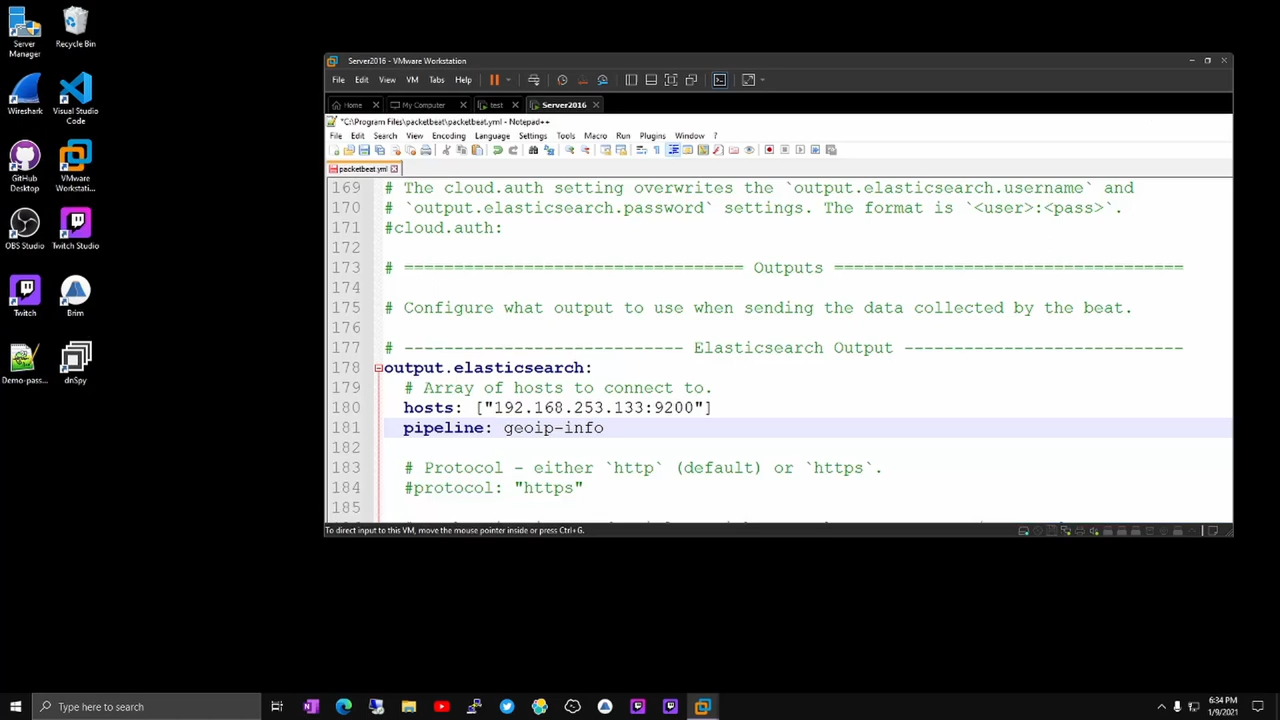 Server Manager
Recycle Bin
Wireshark
Visual Studio Code
GitHub Desktop
VMware Workstati...
OBS Studio
Twitch Studio
Twitch
Brim
Demo-pass...
dnSpy
Server2016 - VMware Workstation
File Edit View VM Tabs Help
Home My Computer test Server2016
*C:\Program Files\packetbeat\packetbeat.yml - Notepad++
File Edit Search View Encoding Language Settings Tools Macro Run Plugins Window ?
packetbeat.yml
169 # The cloud.auth setting overwrites the `output.elasticsearch.username` and
170 # `output.elasticsearch.password` settings. The format is `<user>:<pass>`.
171 #cloud.auth:
172
173 # ================================== Outputs ===================================
174
175 # Configure what output to use when sending the data collected by the beat.
176
177 # ---------------------------- Elasticsearch Output ----------------------------
178 output.elasticsearch:
179 # Array of hosts to connect to.
180 hosts: ["192.168.253.133:9200"]
181 pipeline: geoip-info
182
183 # Protocol - either `http` (default) or `https`.
184 #protocol: "https"
185
To direct input to this VM, move the mouse pointer inside or press Ctrl+G.
Type here to search
6:34 PM
1/9/2021